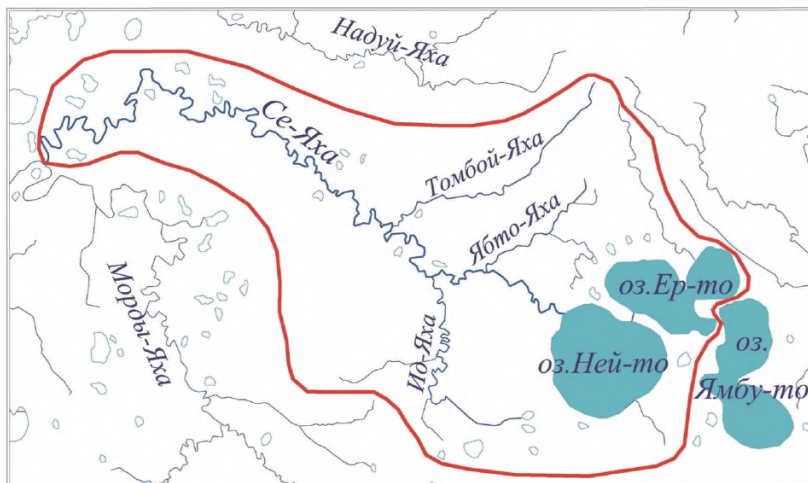 Надуй-Яха
Се-Яха
Томбой-Яха
Ябто-Яха
Морды-Яха
Ид-Яха
оз.Ер-то
оз.Ней-то
оз.
Ямбу-то